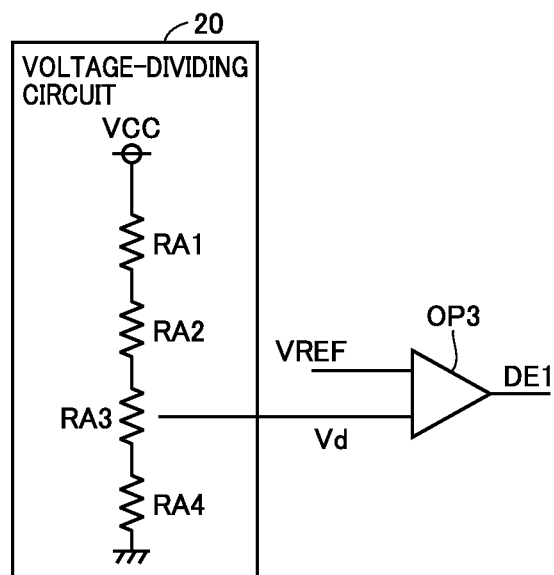 20
VOLTAGE-DIVIDING
CIRCUIT
VCC
RA1
RA2
OP3
VREF
DE1
RA3
Vd
RA4